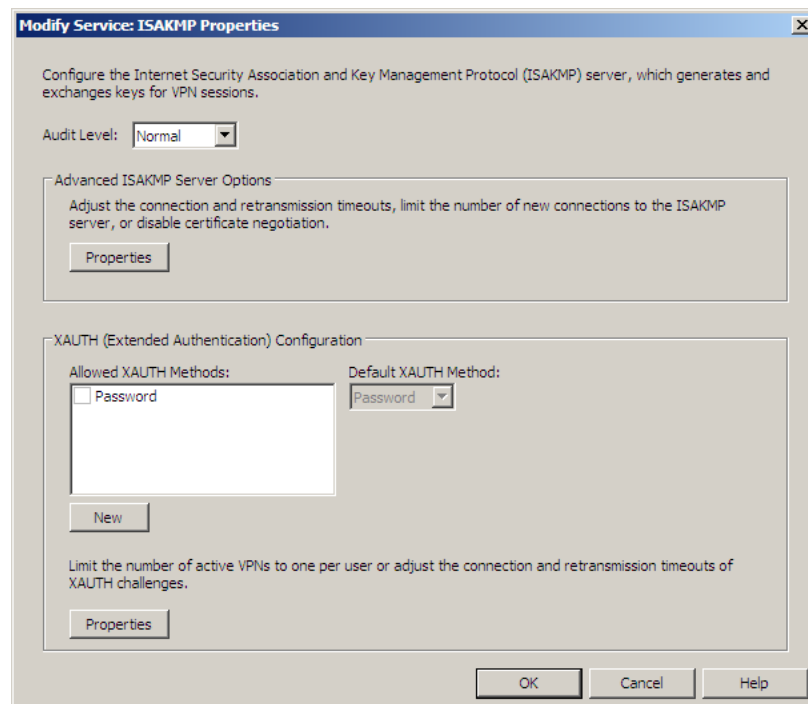 Modify Service: ISAKMP Properties
Configure the Internet Security Association and Key Management Protocol (ISAKMP) server, which generates and
exchanges keys for VPN sessions.
Audit Level: Normal
Advanced ISAKMP Server Options
Adjust the connection and retransmission timeouts, limit the number of new connections to the ISAKMP
server, or disable certificate negotiation.
Properties
XAUTH (Extended Authentication) Configuration
Allowed XAUTH Methods: Default XAUTH Method:
Password Password
New
Limit the number of active VPNs to one per user or adjust the connection and retransmission timeouts of
XAUTH challenges.
Properties
OK Cancel Help